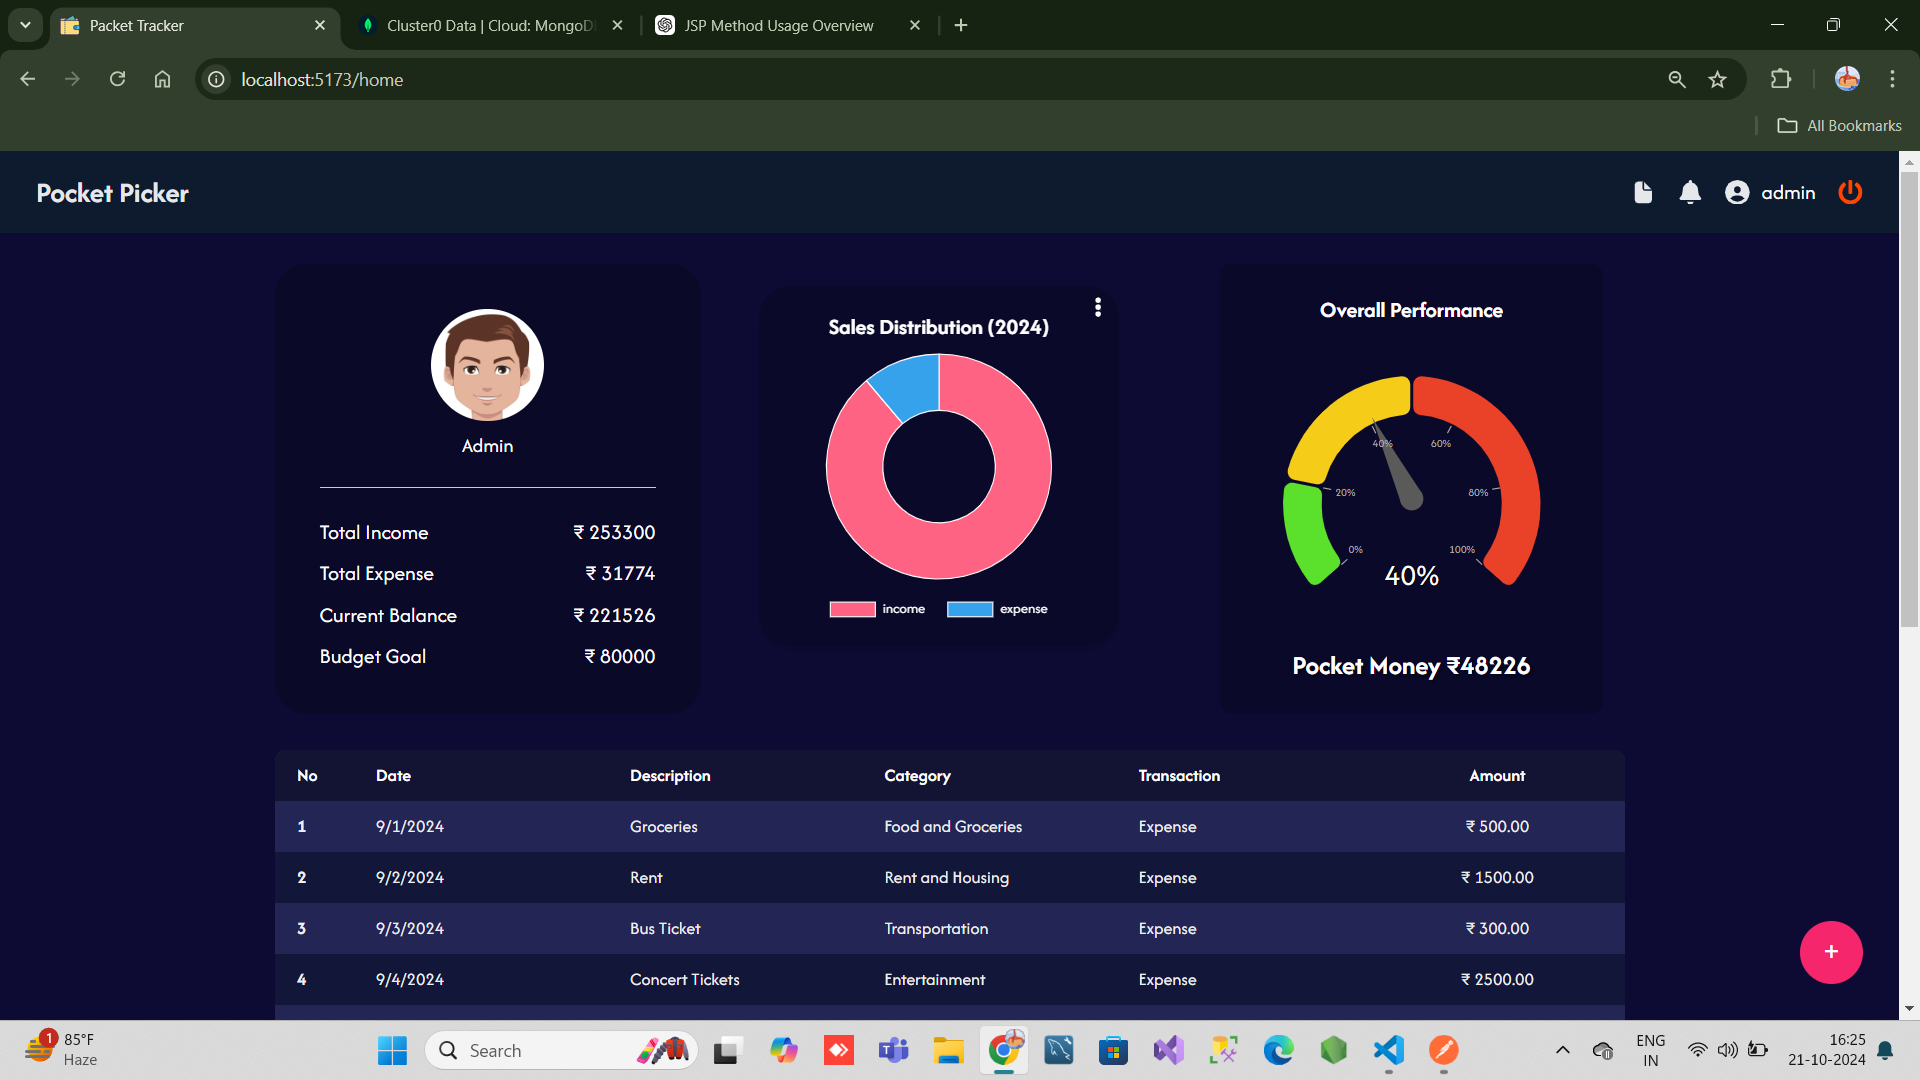 Packet Tracker
Cluster0 Data | Cloud: MongoD
JSP Method Usage Overview
localhost:5173/home
All Bookmarks
Pocket Picker
admin
Admin
Total Income ₹ 253300
Total Expense ₹ 31774
Current Balance ₹ 221526
Budget Goal ₹ 80000
Sales Distribution (2024)
income expense
Overall Performance
40% 60%
20% 80%
0% 100%
40%
Pocket Money ₹48226
No Date Description Category Transaction Amount
1 9/1/2024 Groceries Food and Groceries Expense ₹ 500.00
2 9/2/2024 Rent Rent and Housing Expense ₹ 1500.00
3 9/3/2024 Bus Ticket Transportation Expense ₹ 300.00
4 9/4/2024 Concert Tickets Entertainment Expense ₹ 2500.00
+
1
85°F
Haze
Search
ENG
IN
16:25
21-10-2024